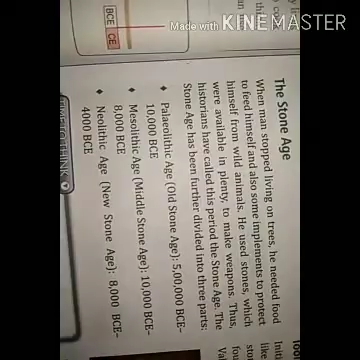 Made with KINEMASTER
BCE CE
The Stone Age
When man stopped living on trees, he needed food
to feed himself and also some implements to protect
himself from wild animals. He used stones, which
were available in plenty, to make weapons. Thus,
historians have called this period the Stone Age. The
Stone Age has been further divided into three parts:
♦ Palaeolithic Age (Old Stone Age): 5,00,000 BCE–
10,000 BCE
♦ Mesolithic Age (Middle Stone Age): 10,000 BCE–
8,000 BCE
♦ Neolithic Age (New Stone Age): 8,000 BCE–
4000 BCE
TIME TO THINK